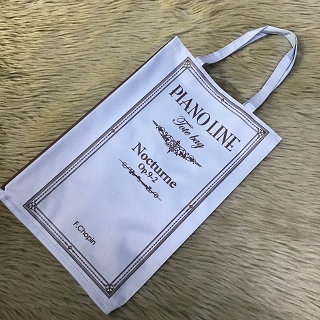 PIANO LINE
Tote bag
Nocturne
Op.9-2
F.Chopin